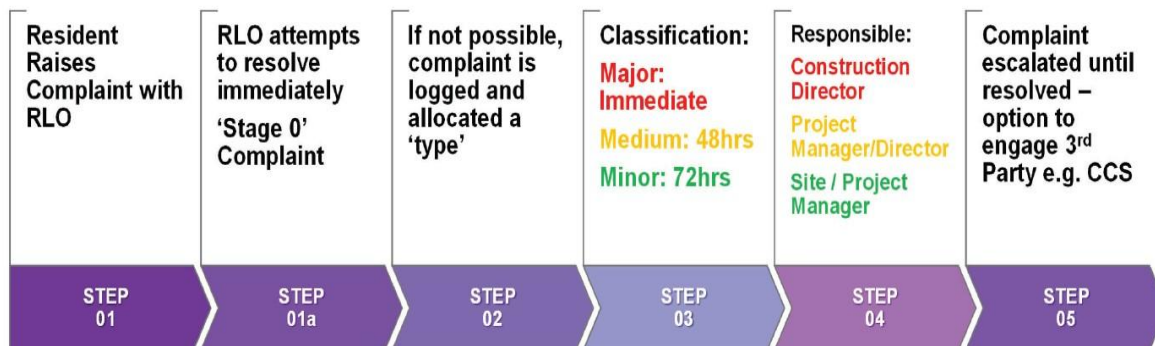 Resident
Raises
Complaint with
RLO
RLO attempts
to resolve
immediately
‘Stage 0’
Complaint
If not possible,
complaint is
logged and
allocated a
‘type’
Classification:
Major:
Immediate
Medium: 48hrs
Minor: 72hrs
Responsible:
Construction
Director
Project
Manager/Director
Site / Project
Manager
Complaint
escalated until
resolved –
option to
engage 3rd
Party e.g. CCS
STEP
01
STEP
01a
STEP
02
STEP
03
STEP
04
STEP
05